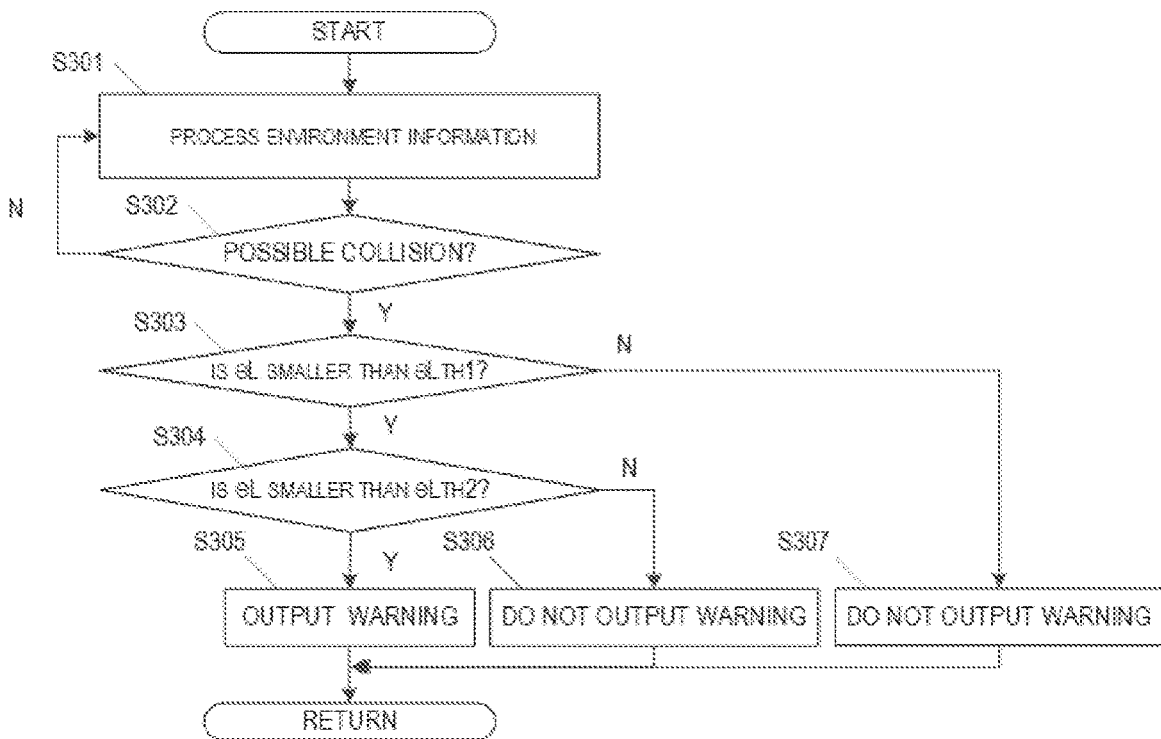 START
S301
PROCESS ENVIRONMENT INFORMATION
N
S302
POSSIBLE COLLISION?
Y
S303
N
IS θL SMALLER THAN θLTH1?
Y
S304
N
IS θL SMALLER THAN θLTH2?
S305
Y
S306
S307
OUTPUT WARNING
DO NOT OUTPUT WARNING
DO NOT OUTPUT WARNING
RETURN